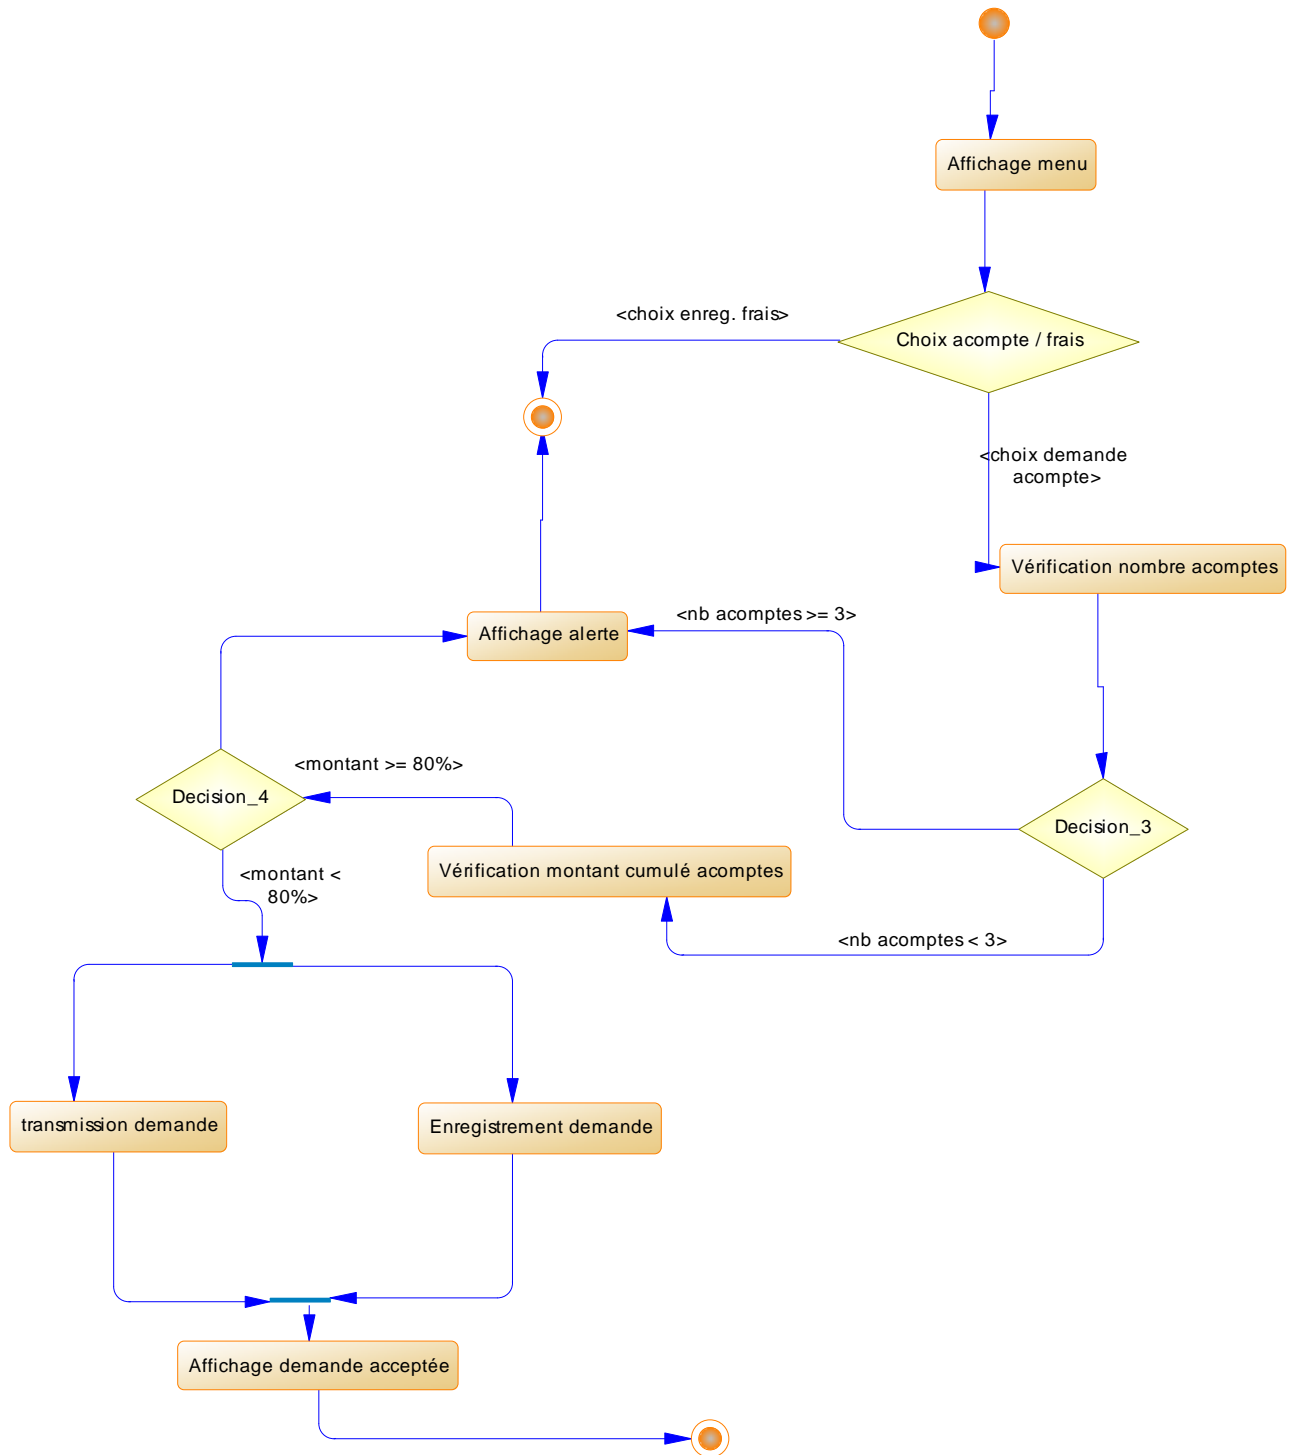 Affichage menu
<choix enreg. frais>
Choix acompte / frais
<choix demande
acompte>
Vérification nombre acomptes
<nb acomptes >= 3>
Affichage alerte
<montant >= 80%>
Decision_4
Decision_3
<montant <
80%>
Vérification montant cumulé acomptes
<nb acomptes < 3>
transmission demande
Enregistrement demande
Affichage demande acceptée